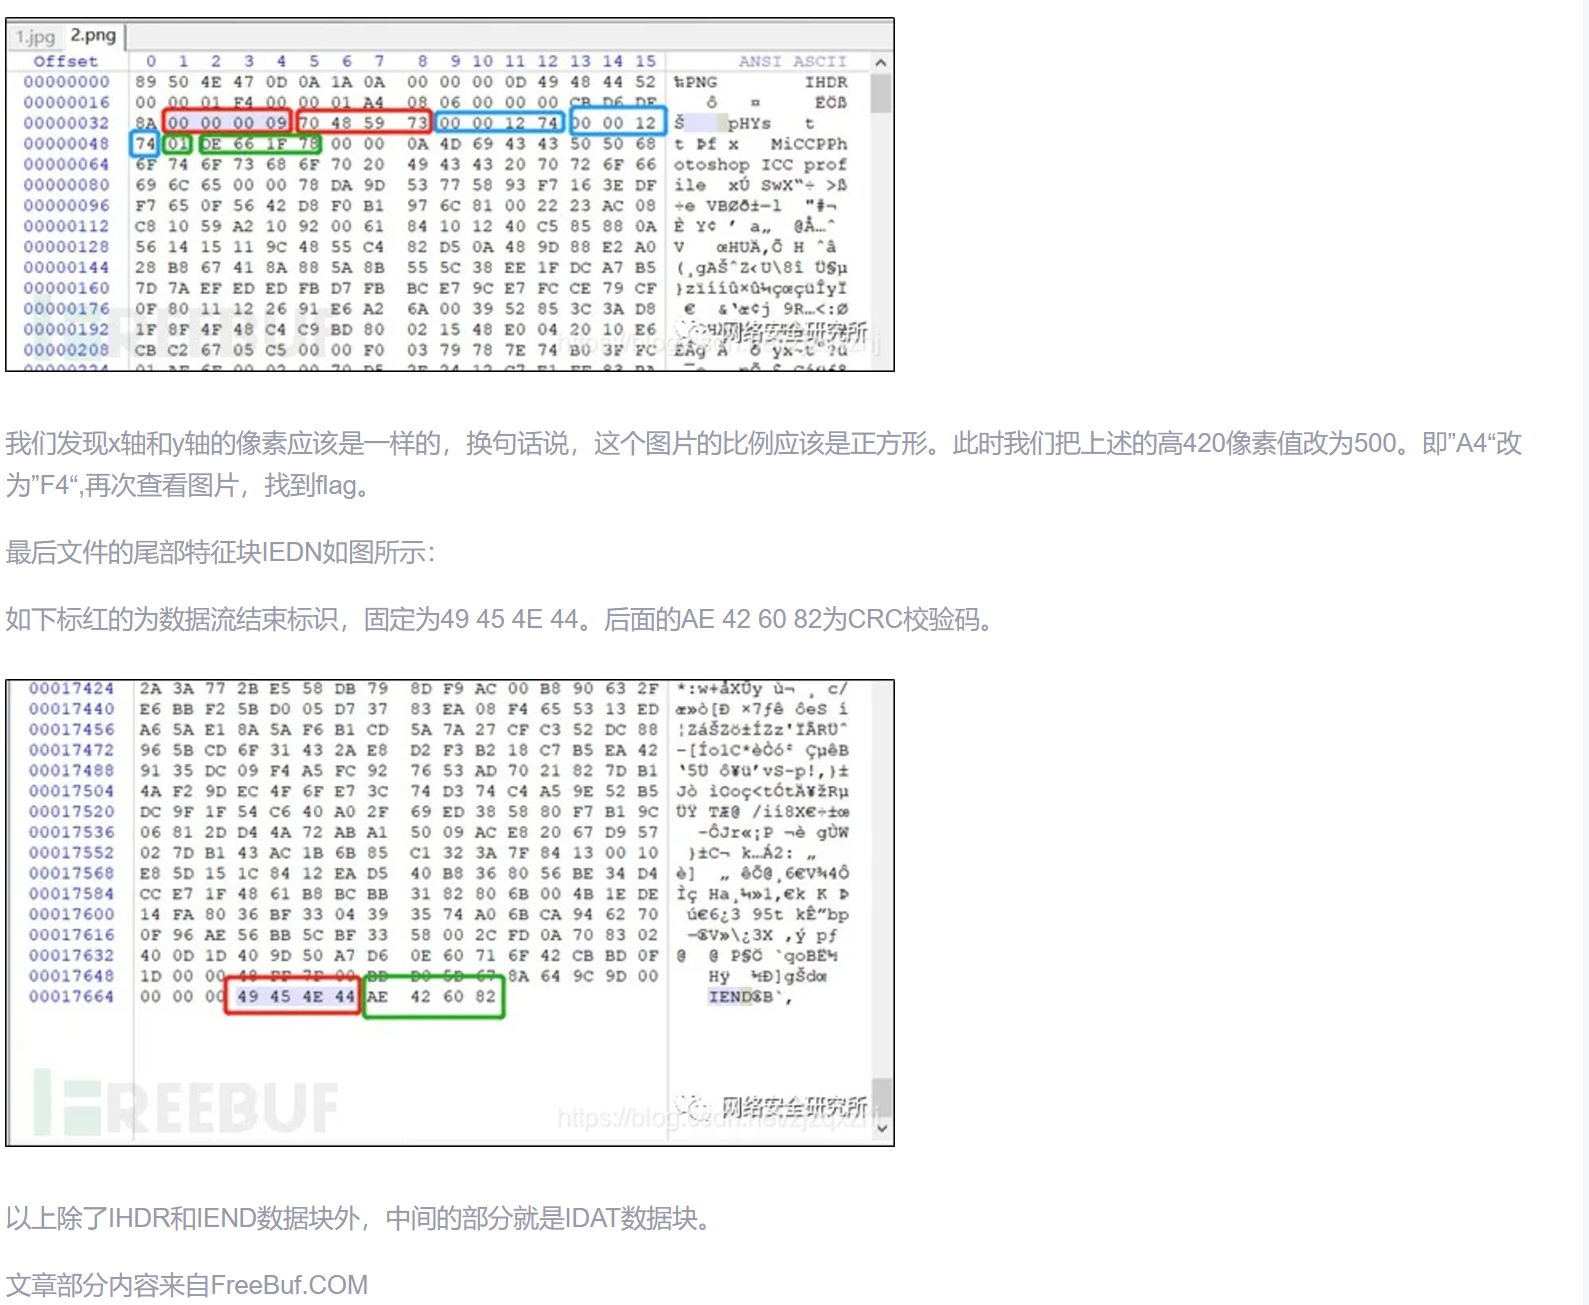 1.jpg 2.png
Offset 0 1 2 3 4 5 6 7 8 9 10 11 12 13 14 15 ANSI ASCII
00000000 89 50 4E 47 0D 0A 1A 0A 00 00 00 0D 49 48 44 52 ‰PNG IHDR
00000016 00 00 01 F4 00 00 01 A4 08 06 00 00 00 CB D6 DF ô ¤ ËÖß
00000032 8A 00 00 00 09 70 48 59 73 00 00 12 74 00 00 12 Š pHYs t
00000048 74 01 DE 66 1F 78 00 00 0A 4D 69 43 43 50 50 68 t Þf x MiCCPPh
00000064 6F 74 6F 73 68 6F 70 20 49 43 43 20 70 72 6F 66 otoshop ICC prof
00000080 69 6C 65 00 00 78 DA 9D 53 77 58 93 F7 16 3E DF ile xÚ SwX“÷ >ß
00000096 F7 65 0F 56 42 D8 F0 B1 97 6C 81 00 22 23 AC 08 ÷e VBØð±—l "#¬
00000112 C8 10 59 A2 10 92 00 61 84 10 12 40 C5 85 88 0A È Y¢ ’ a„ @Å…ˆ
00000128 56 14 15 11 9C 48 55 C4 82 D5 0A 48 9D 88 E2 A0 V œHUÄ‚Õ H ˆâ
00000144 28 B8 67 41 8A 88 5A 8B 55 5C 38 EE 1F DC A7 B5 (¸gAŠˆZ‹U\8î Ü§µ
00000160 7D 7A EF ED ED FB D7 FB BC E7 9C E7 FC CE 79 CF }zïííû×û¼çœçüÎyÏ
00000176 0F 80 11 12 26 91 E6 A2 6A 00 39 52 85 3C 3A D8 € &‘æ¢j 9R…<:Ø
00000192 1F 8F 4F 48 C4 C9 BD 80 02 15 48 E0 04 20 10 E6
00000208 CB C2 67 05 C5 00 00 F0 03 79 78 7E 74 B0 3F FC
网络安全研究所
我们发现x轴和y轴的像素应该是一样的，换句话说，这个图片的比例应该是正方形。此时我们把上述的高420像素值改为500。即”A4“改
为”F4“,再次查看图片，找到flag。
最后文件的尾部特征块IEDN如图所示：
如下标红的为数据流结束标识，固定为49 45 4E 44。后面的AE 42 60 82为CRC校验码。
00017424 2A 3A 77 2B E5 58 DB 79 8D F9 AC 00 B8 90 63 2F *:w+åXÛy ù¬ ¸ c/
00017440 E6 BB F2 5B D0 05 D7 37 83 EA 08 F4 65 53 13 ED æ»ò[Ð ×7ƒê ôeS í
00017456 A6 5A E1 8A 5A F6 B1 CD 5A 7A 27 CF C3 52 DC 88 ¦ZáŠZö±ÍZz'ÏÃRÜˆ
00017472 96 5B CD 6F 31 43 2A E8 D2 F3 B2 18 C7 B5 EA 42 –[Ío1C*èÒó² ÇµêB
00017488 91 35 DC 09 F4 A5 FC 92 76 53 AD 70 21 82 7D B1 ‘5Ü ô¥ü’vS-p!‚}±
00017504 4A F2 9D EC 4F 6F E7 3C 74 D3 74 C4 A5 9E 52 B5 Jò ìOoç<tÓtÄ¥žRµ
00017520 DC 9F 1F 54 C6 40 A0 2F 69 ED 38 58 80 F7 B1 9C ÜŸ TÆ@ /ií8X€÷±œ
00017536 06 81 2D D4 4A 72 AB A1 50 09 AC E8 20 67 D9 57 -ÔJr«¡P ¬è gÙW
00017552 02 7D B1 43 AC 1B 6B 85 C1 32 3A 7F 84 13 00 10 }±C¬ k…Á2: „
00017568 E8 5D 15 1C 84 12 EA D5 40 B8 36 80 56 BE 34 D4 è] „ êÕ@¸6€V¾4Ô
00017584 CC E7 1F 48 61 B8 BC BB 31 82 80 6B 00 4B 1E DE Ìç Ha¸¼»1‚€k K Þ
00017600 14 FA 80 36 BF 33 04 39 35 74 A0 6B CA 94 62 70 ú€6¿3 95t kÊ”bp
00017616 0F 96 AE 56 BB 5C BF 33 58 00 2C FD 0A 70 83 02 –®V»\¿3X ,ý pƒ
00017632 40 0D 1D 40 9D 50 A7 D6 0E 60 71 6F 42 CB BD 0F @ @ P§Ö `qoBË½
00017648 1D 00 00 48 FF 7F 00 BD D0 5D 67 8A 64 9C 9D 00 Hÿ ½Ð]gŠdœ
00017664 00 00 00 49 45 4E 44 AE 42 60 82 IEND®B`‚
FREEBUF
网络安全研究所
以上除了IHDR和IEND数据块外，中间的部分就是IDAT数据块。
文章部分内容来自FreeBuf.COM